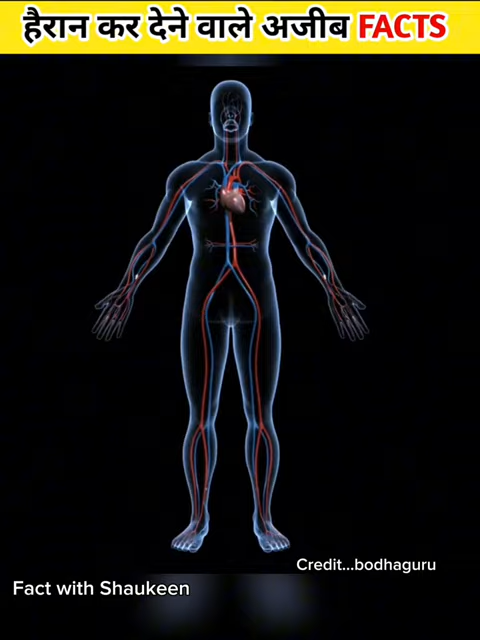 हैरान कर देने वाले अजीब FACTS
Credit...bodhaguru
Fact with Shaukeen